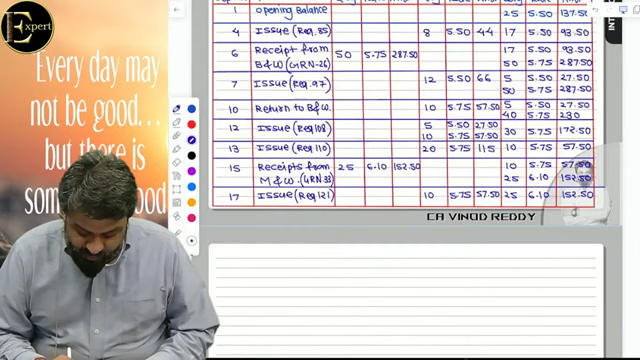 Expert
Every day may
not be good...
but there is
1 Opening Balance 25 5.50 137.50
4 Issue (Req. 85) 8 5.50 44 17 5.50 93.50
6 Receipt from B&W (GRN-26) 50 5.75 287.50 17 5.50 93.50
50 5.75 287.50
7 Issue (Req. 97) 12 5.50 66 5 5.50 27.50
50 5.75 287.50
10 Return to B&W. 10 5.75 57.50 5 5.50 27.50
40 5.75 230
12 Issue (Req 108) 5 5.50 27.50
10 5.75 57.50 30 5.75 172.50
13 Issue (Req 110) 20 5.75 115 10 5.75 57.50
15 Receipts from M&W. (GRN 33) 25 6.10 152.50 10 5.75 57.50
25 6.10 152.50
17 Issue (Req 121) 10 5.75 57.50 25 6.10 152.50
CA VINOD REDDY